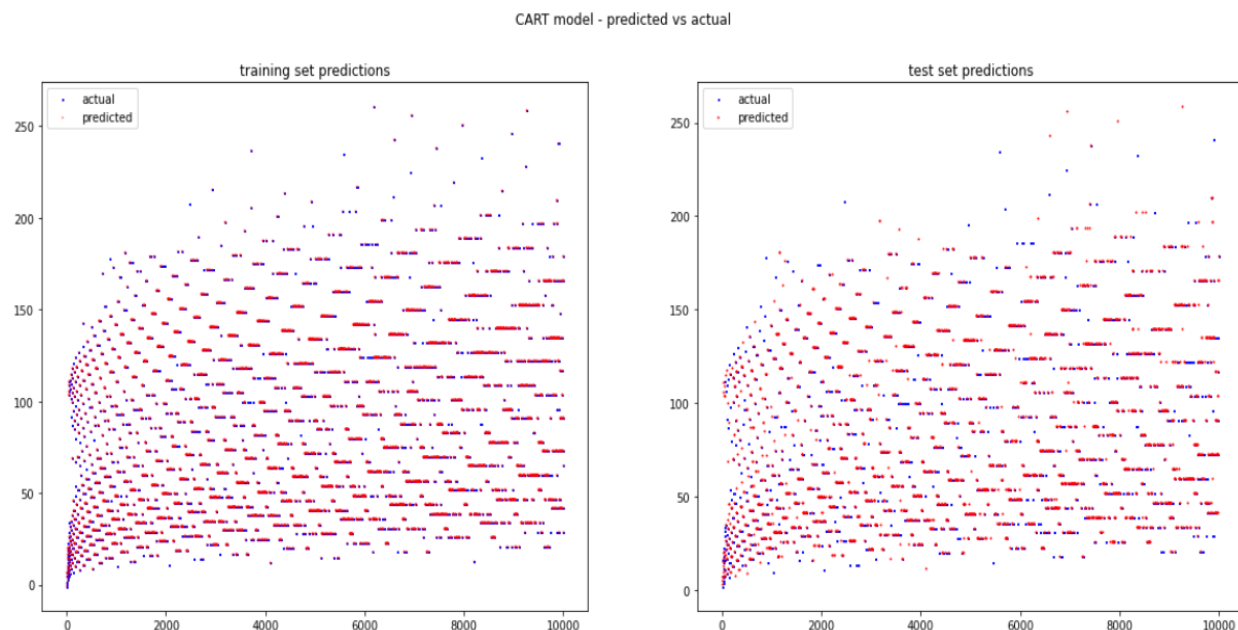 CART model - predicted vs actual
training set predictions
actual
predicted
250
200
150
100
50
0
0 2000 4000 6000 8000 10000
test set predictions
actual
predicted
250
200
150
100
50
0
0 2000 4000 6000 8000 10000